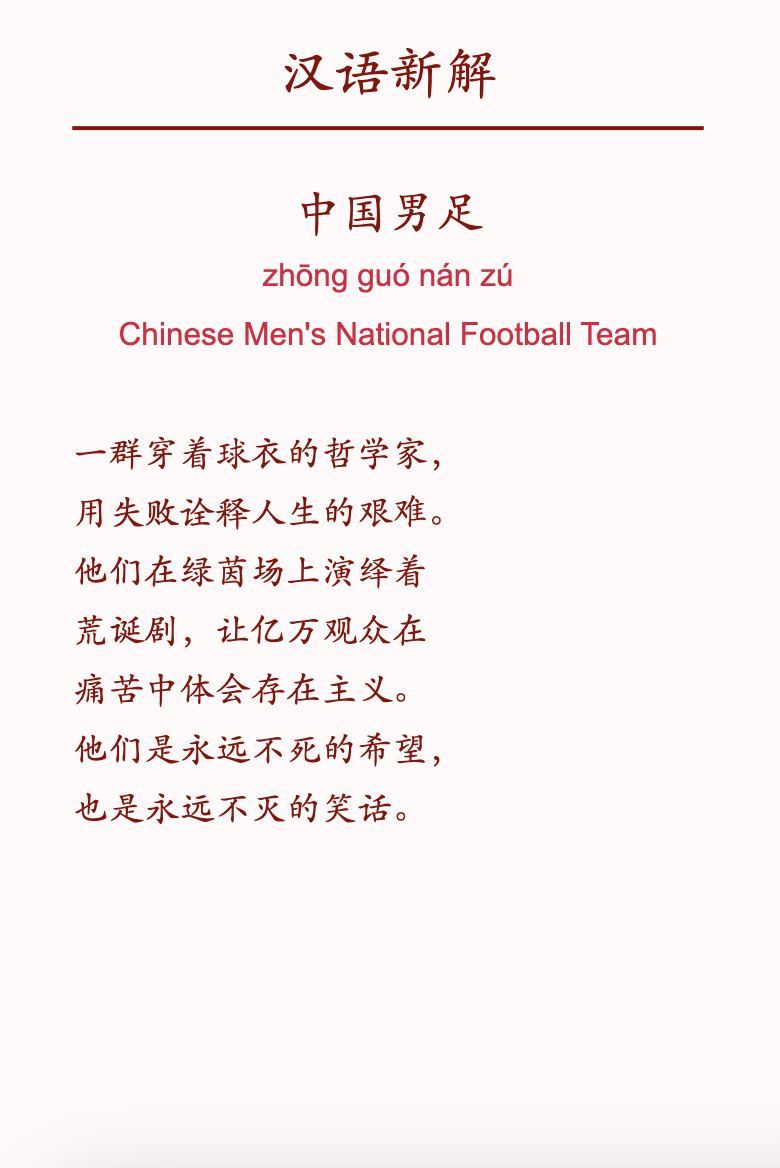 汉语新解
中国男足
zhōng guó nán zú
Chinese Men's National Football Team
一群穿着球衣的哲学家，
用失败诠释人生的艰难。
他们在绿茵场上演绎着
荒诞剧，让亿万观众在
痛苦中体会存在主义。
他们是永远不死的希望，
也是永远不灭的笑话。